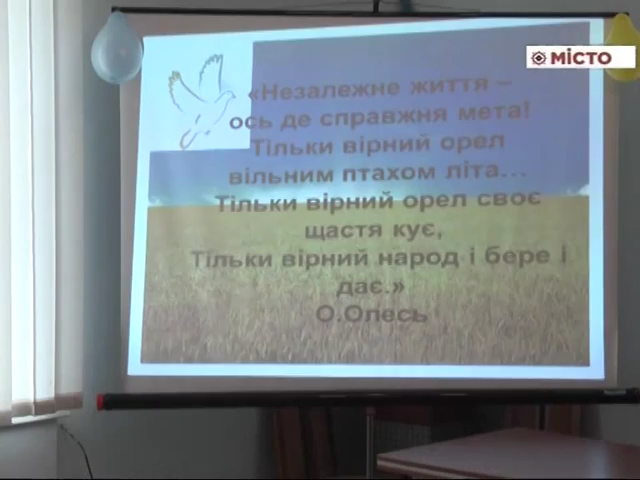 МІСТО
«Незалежне життя –
ось де справжня мета!
Тільки вірний орел
вільним птахом літа...
Тільки вірний орел своє
щастя кує,
Тільки вірний народ і бере і
дає.»
О.Олесь